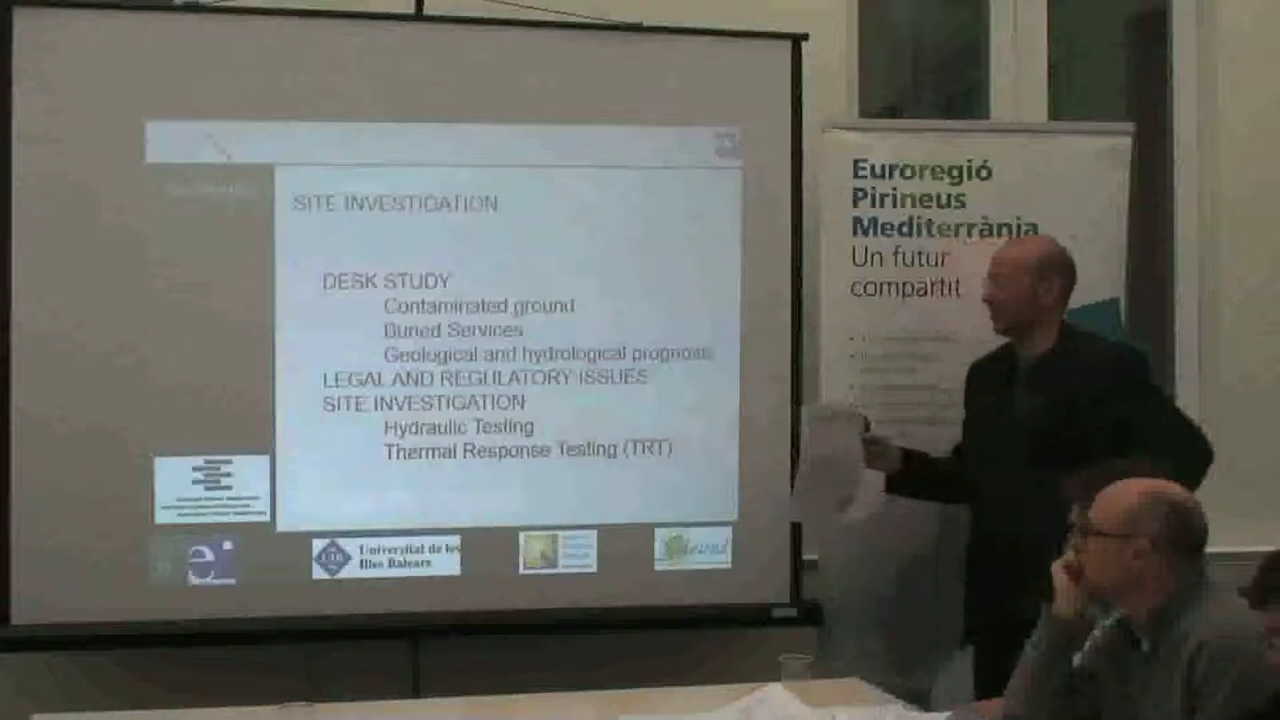 SITE INVESTIGATION
DESK STUDY
Contaminated ground
Buried Services
Geological and hydrological prognosis
LEGAL AND REGULATORY ISSUES
SITE INVESTIGATION
Hydraulic Testing
Thermal Response Testing (TRT)
Universitat de les
Illes Balears
ei
Euroregió
Pirineus
Mediterrània
Un futur
compartit